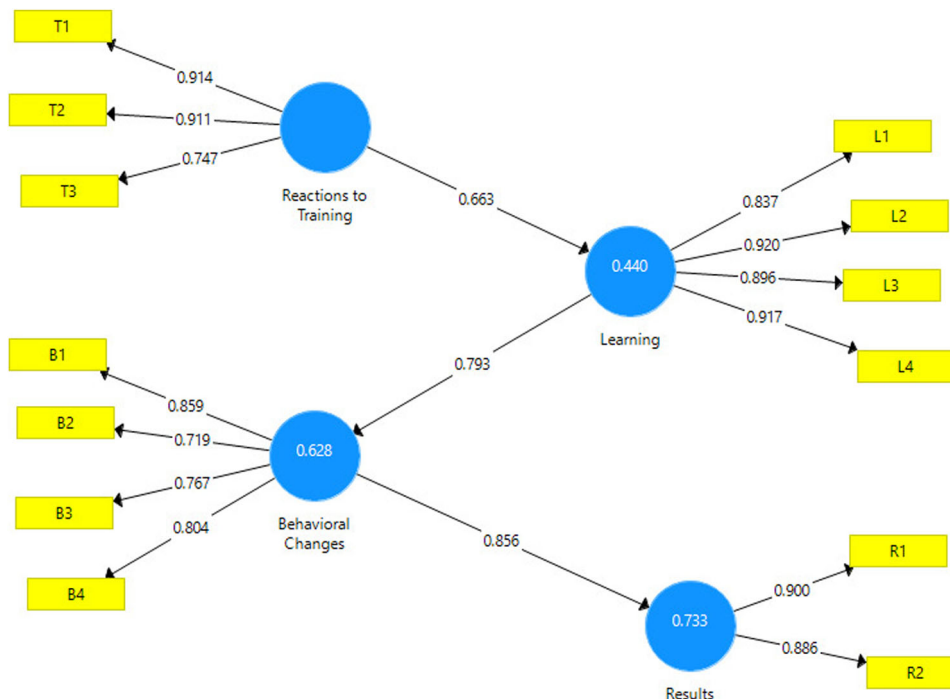 T1
0.914
T2
0.911
0.747
T3
Reactions to
Training
0.663
L1
0.837
L2
0.920
0.440
0.896
L3
0.917
Learning
L4
B1
0.793
0.859
B2
0.719
0.628
0.767
B3
0.804
Behavioral
Changes
B4
0.856
R1
0.900
0.733
0.886
R2
Results